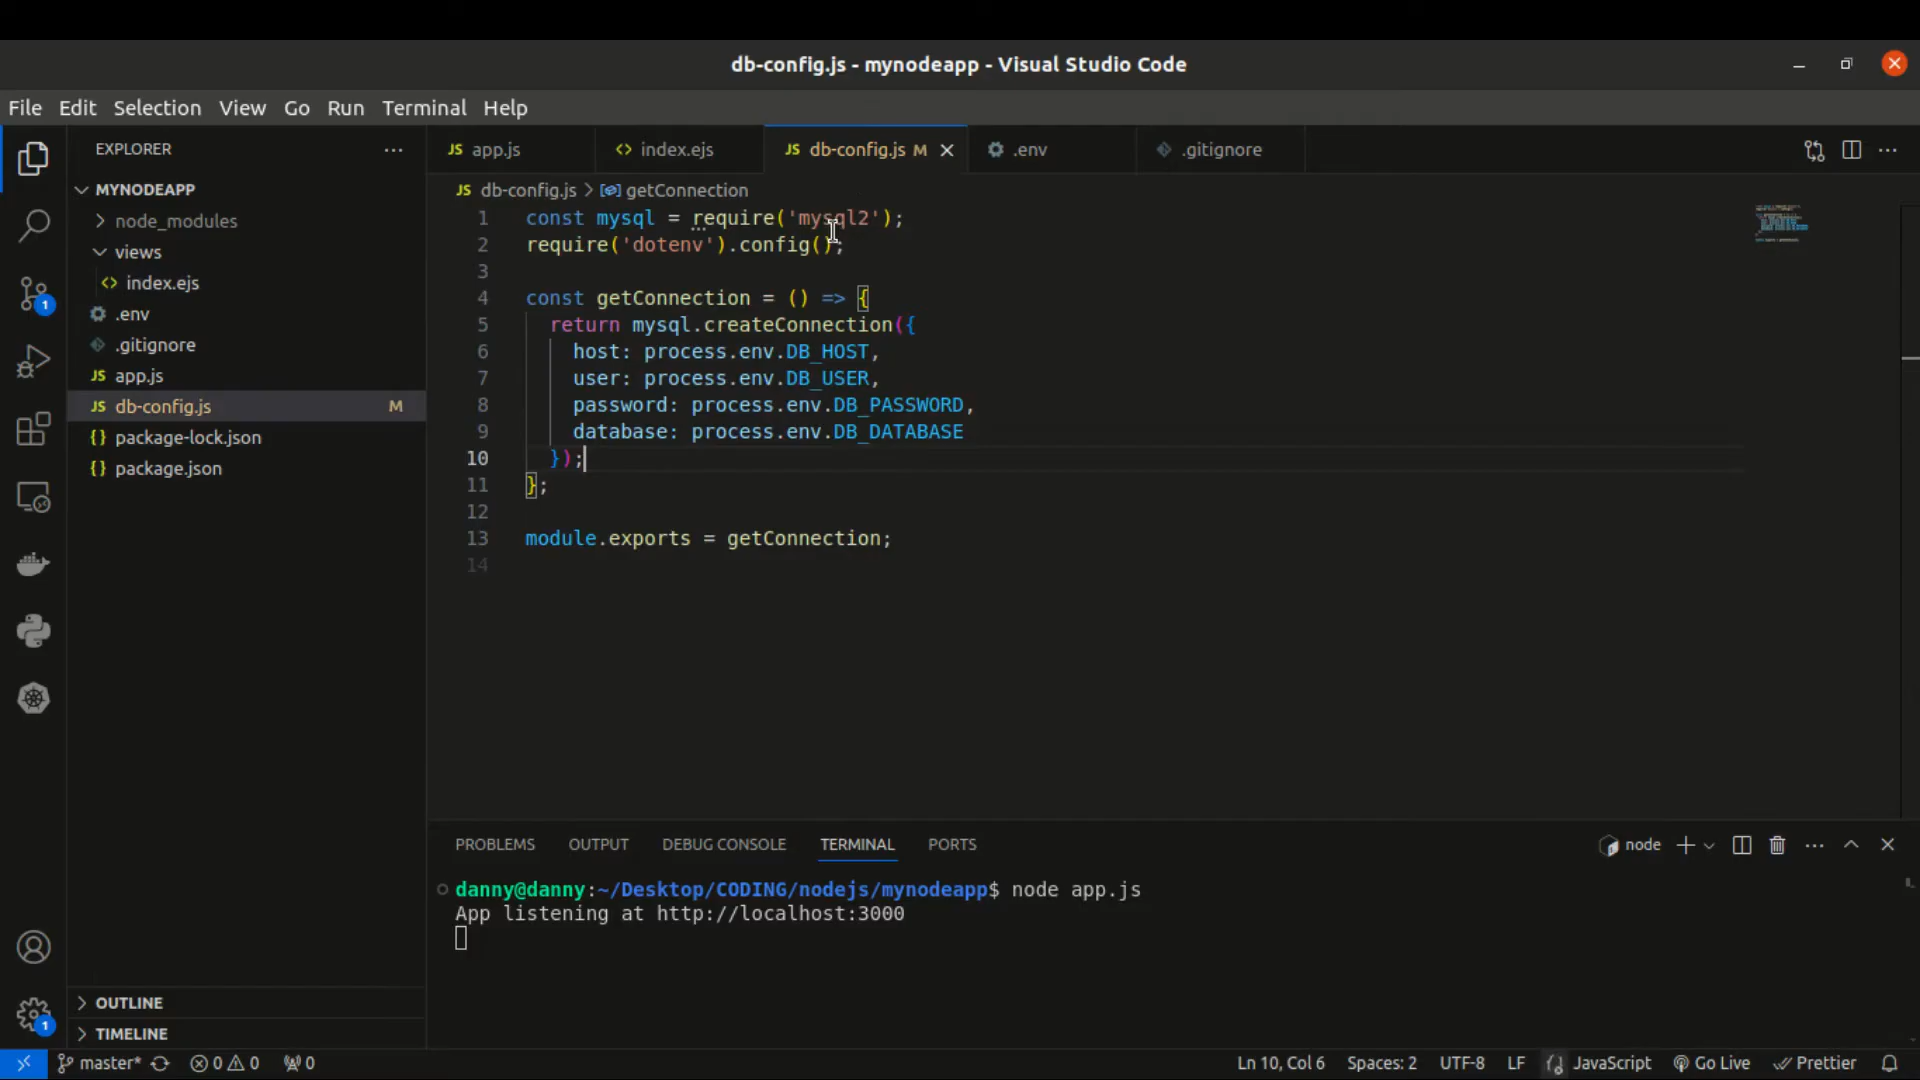 db-config.js - mynodeapp - Visual Studio Code
File Edit Selection View Go Run Terminal Help
EXPLORER
MYNODEAPP
node_modules
views
index.ejs
.env
.gitignore
JS app.js
JS db-config.js M
{} package-lock.json
{} package.json
OUTLINE
TIMELINE
JS app.js <> index.ejs JS db-config.js M .env .gitignore
JS db-config.js > getConnection
1 const mysql = require('mysql2');
2 require('dotenv').config();
3
4 const getConnection = () => {
5 return mysql.createConnection({
6 host: process.env.DB_HOST,
7 user: process.env.DB_USER,
8 password: process.env.DB_PASSWORD,
9 database: process.env.DB_DATABASE
10 });
11 };
12
13 module.exports = getConnection;
14
PROBLEMS OUTPUT DEBUG CONSOLE TERMINAL PORTS node
danny@danny:~/Desktop/CODING/nodejs/mynodeapp$ node app.js
App listening at http://localhost:3000
1
1
master* 0 0 0 Ln 10, Col 6 Spaces: 2 UTF-8 LF JavaScript Go Live Prettier